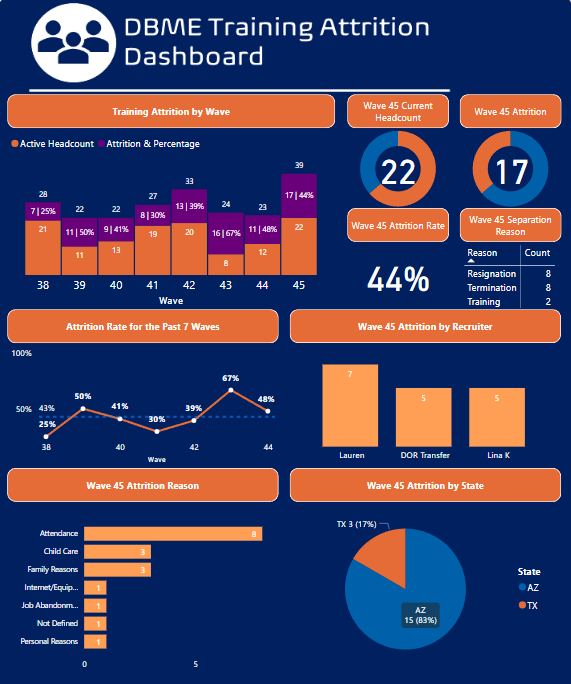 DBME Training Attrition
Dashboard
Training Attrition by Wave
Wave 45 Current
Headcount
Wave 45 Attrition
Active Headcount Attrition & Percentage
28 22 22 27 33 24 23 39
7 | 25% 11 | 50% 9 | 41% 8 | 30% 13 | 39% 16 | 67% 11 | 48% 17 | 44%
21 11 13 19 20 8 12 22
38 39 40 41 42 43 44 45
Wave
22
17
Wave 45 Attrition Rate
Wave 45 Separation
Reason
44%
Reason Count
Resignation 8
Termination 8
Training 2
Attrition Rate for the Past 7 Waves
100%
50%
43%
25% 50% 41% 30% 39% 67% 48%
38 40 42 44
Wave
Wave 45 Attrition by Recruiter
7 5 5
Lauren DOR Transfer Lina K
Wave 45 Attrition Reason
Attendance 8
Child Care 3
Family Reasons 3
Internet/Equip... 1
Job Abandonm... 1
Not Defined 1
Personal Reasons 1
0 5
Wave 45 Attrition by State
TX 3 (17%)
AZ
15 (83%)
State
AZ
TX